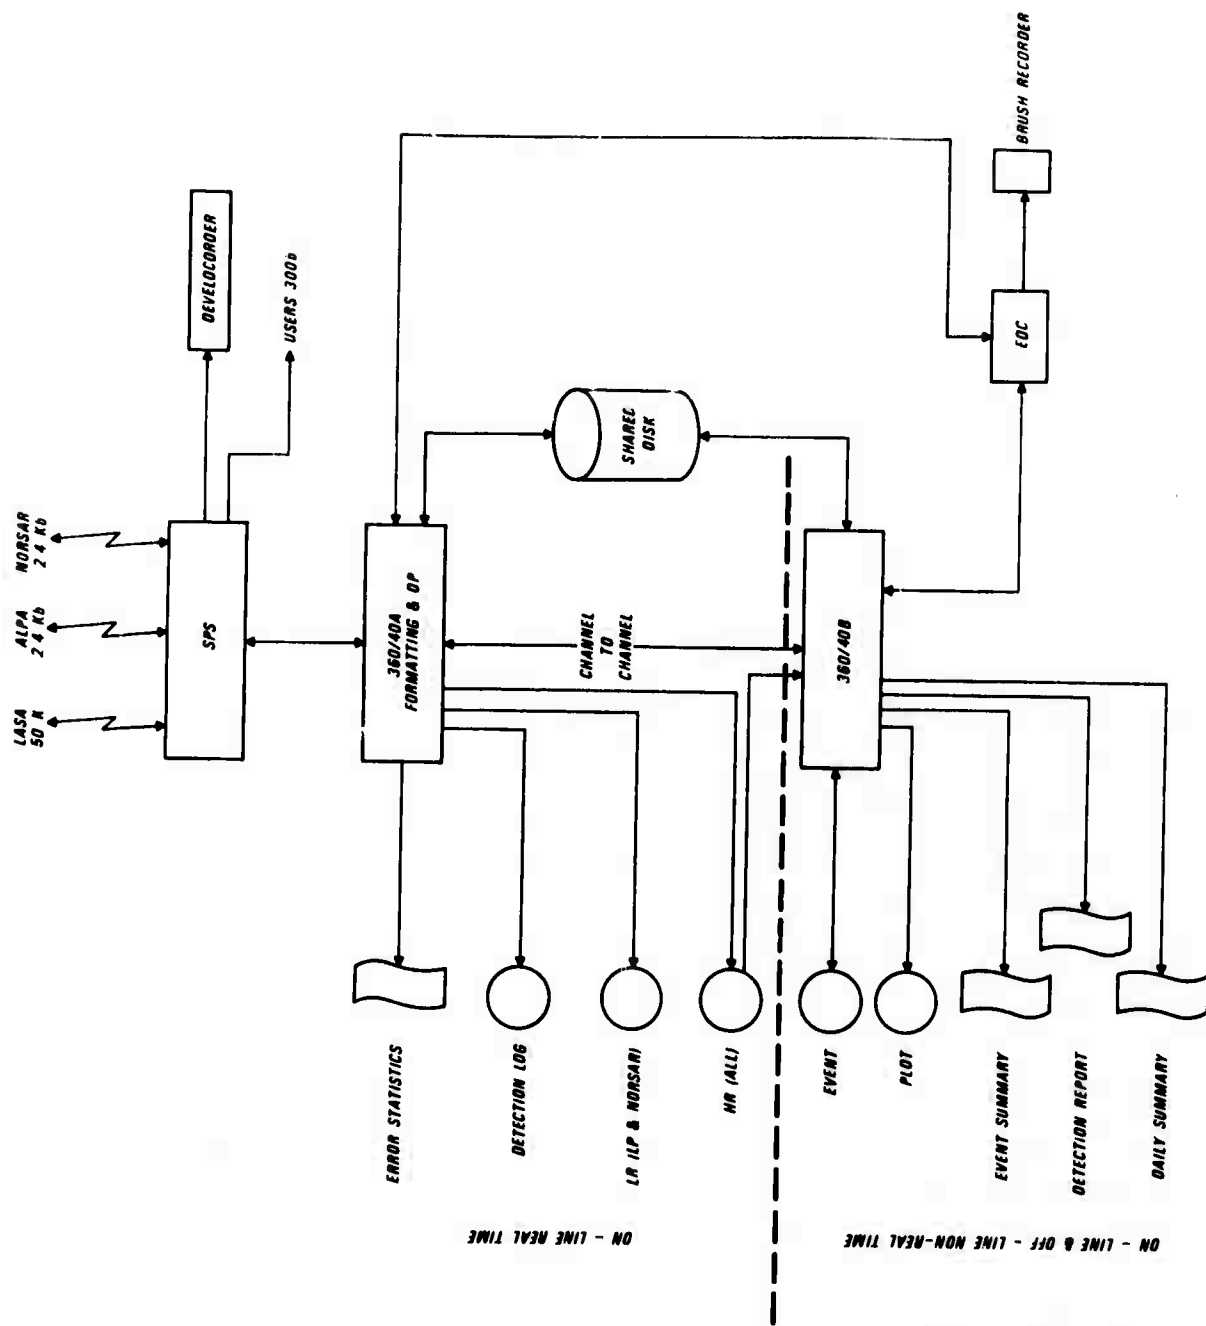 LASA
50 K
ALPA
2 4 Kb
NORSAR
2 4 Kb
SPS
DEVELOCORDER
USERS 300b
360/40A
FORMATTING & OP
SHAREC
DISK
CHANNEL
TO
CHANNEL
360/40B
EOC
BRUSH RECORDER
ERROR STATISTICS
DETECTION LOG
LR (LP & NORSAR)
HR (ALL)
EVENT
PLOT
EVENT SUMMARY
DETECTION REPORT
DAILY SUMMARY
ON - LINE REAL TIME
ON - LINE & OFF - LINE NON-REAL TIME